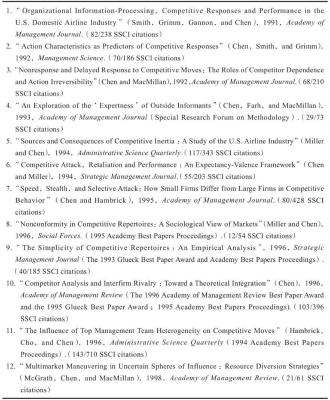 1. "Organizational Information-Processing, Competitive Responses and Performance in the
U.S. Domestic Airline Industry" (Smith, Grimm, Gannon, and Chen), 1991, Academy of
Management Journal. (82/238 SSCI citations)
2. "Action Characteristics as Predictors of Competitive Responses" (Chen, Smith, and Grimm),
1992, Management Science. (70/186 SSCI citations)
3. "Nonresponse and Delayed Response to Competitive Moves: The Roles of Competitor Dependence
and Action Irreversibility"(Chen and MacMillan),1992,Academy of Management Journal. (68/210
SSCI citations)
4. "An Exploration of the 'Expertness' of Outside Informants"(Chen, Farh, and MacMillan),
1993, Academy of Management Journal (Special Research Forum on Methodology) . (29/73
SSCI citations)
5. "Sources and Consequences of Competitive Inertia: A Study of the U.S. Airline Industry" (Miller
and Chen), 1994, Administrative Science Quarterly. (117/343 SSCI citations)
6. "Competitive Attack, Retaliation and Performance: An Expectancy-Valence Framework" (Chen
and Miller), 1994, Strategic Management Journal. (55/203 SSCI citations)
7. "Speed, Stealth, and Selective Attack: How Small Firms Differ from Large Firms in Competitive
Behavior" (Chen and Hambrick), 1995, Academy of Management Journal. (80/428 SSCI
citations)
8. "Nonconformity in Competitive Repertoires: A Sociological View of Markets"(Miller and Chen),
1996, Social Forces. (1995 Academy Best Papers Proceedings) . (12/54 SSCI citations)
9. "The Simplicity of Competitive Repertoires: An Empirical Analysis", 1996, Strategic
Management Journal (The 1993 Glueck Best Paper Award and Academy Best Papers Proceedings) .
(40/185 SSCI citations)
10. "Competitor Analysis and Interfirm Rivalry: Toward a Theoretical Integration" (Chen), 1996,
Academy of Management Review (The 1996 Academy of Management Review Best Paper Award
and the 1995 Glueck Best Paper Award; 1995 Academy Best Papers Proceedings). (103/396
SSCI citations)
11. "The Influence of Top Management Team Heterogeneity on Competitive Moves" (Hambrick,
Cho, and Chen), 1996, Administrative Science Quarterly (1994 Academy Best Papers
Proceedings) . (143/710 SSCI citations)
12. "Multimarket Maneuvering in Uncertain Spheres of Influence: Resource Diversion Strategies"
(McGrath, Chen, and MacMillan), 1998, Academy of Management Review. (21/61 SSCI
citations)